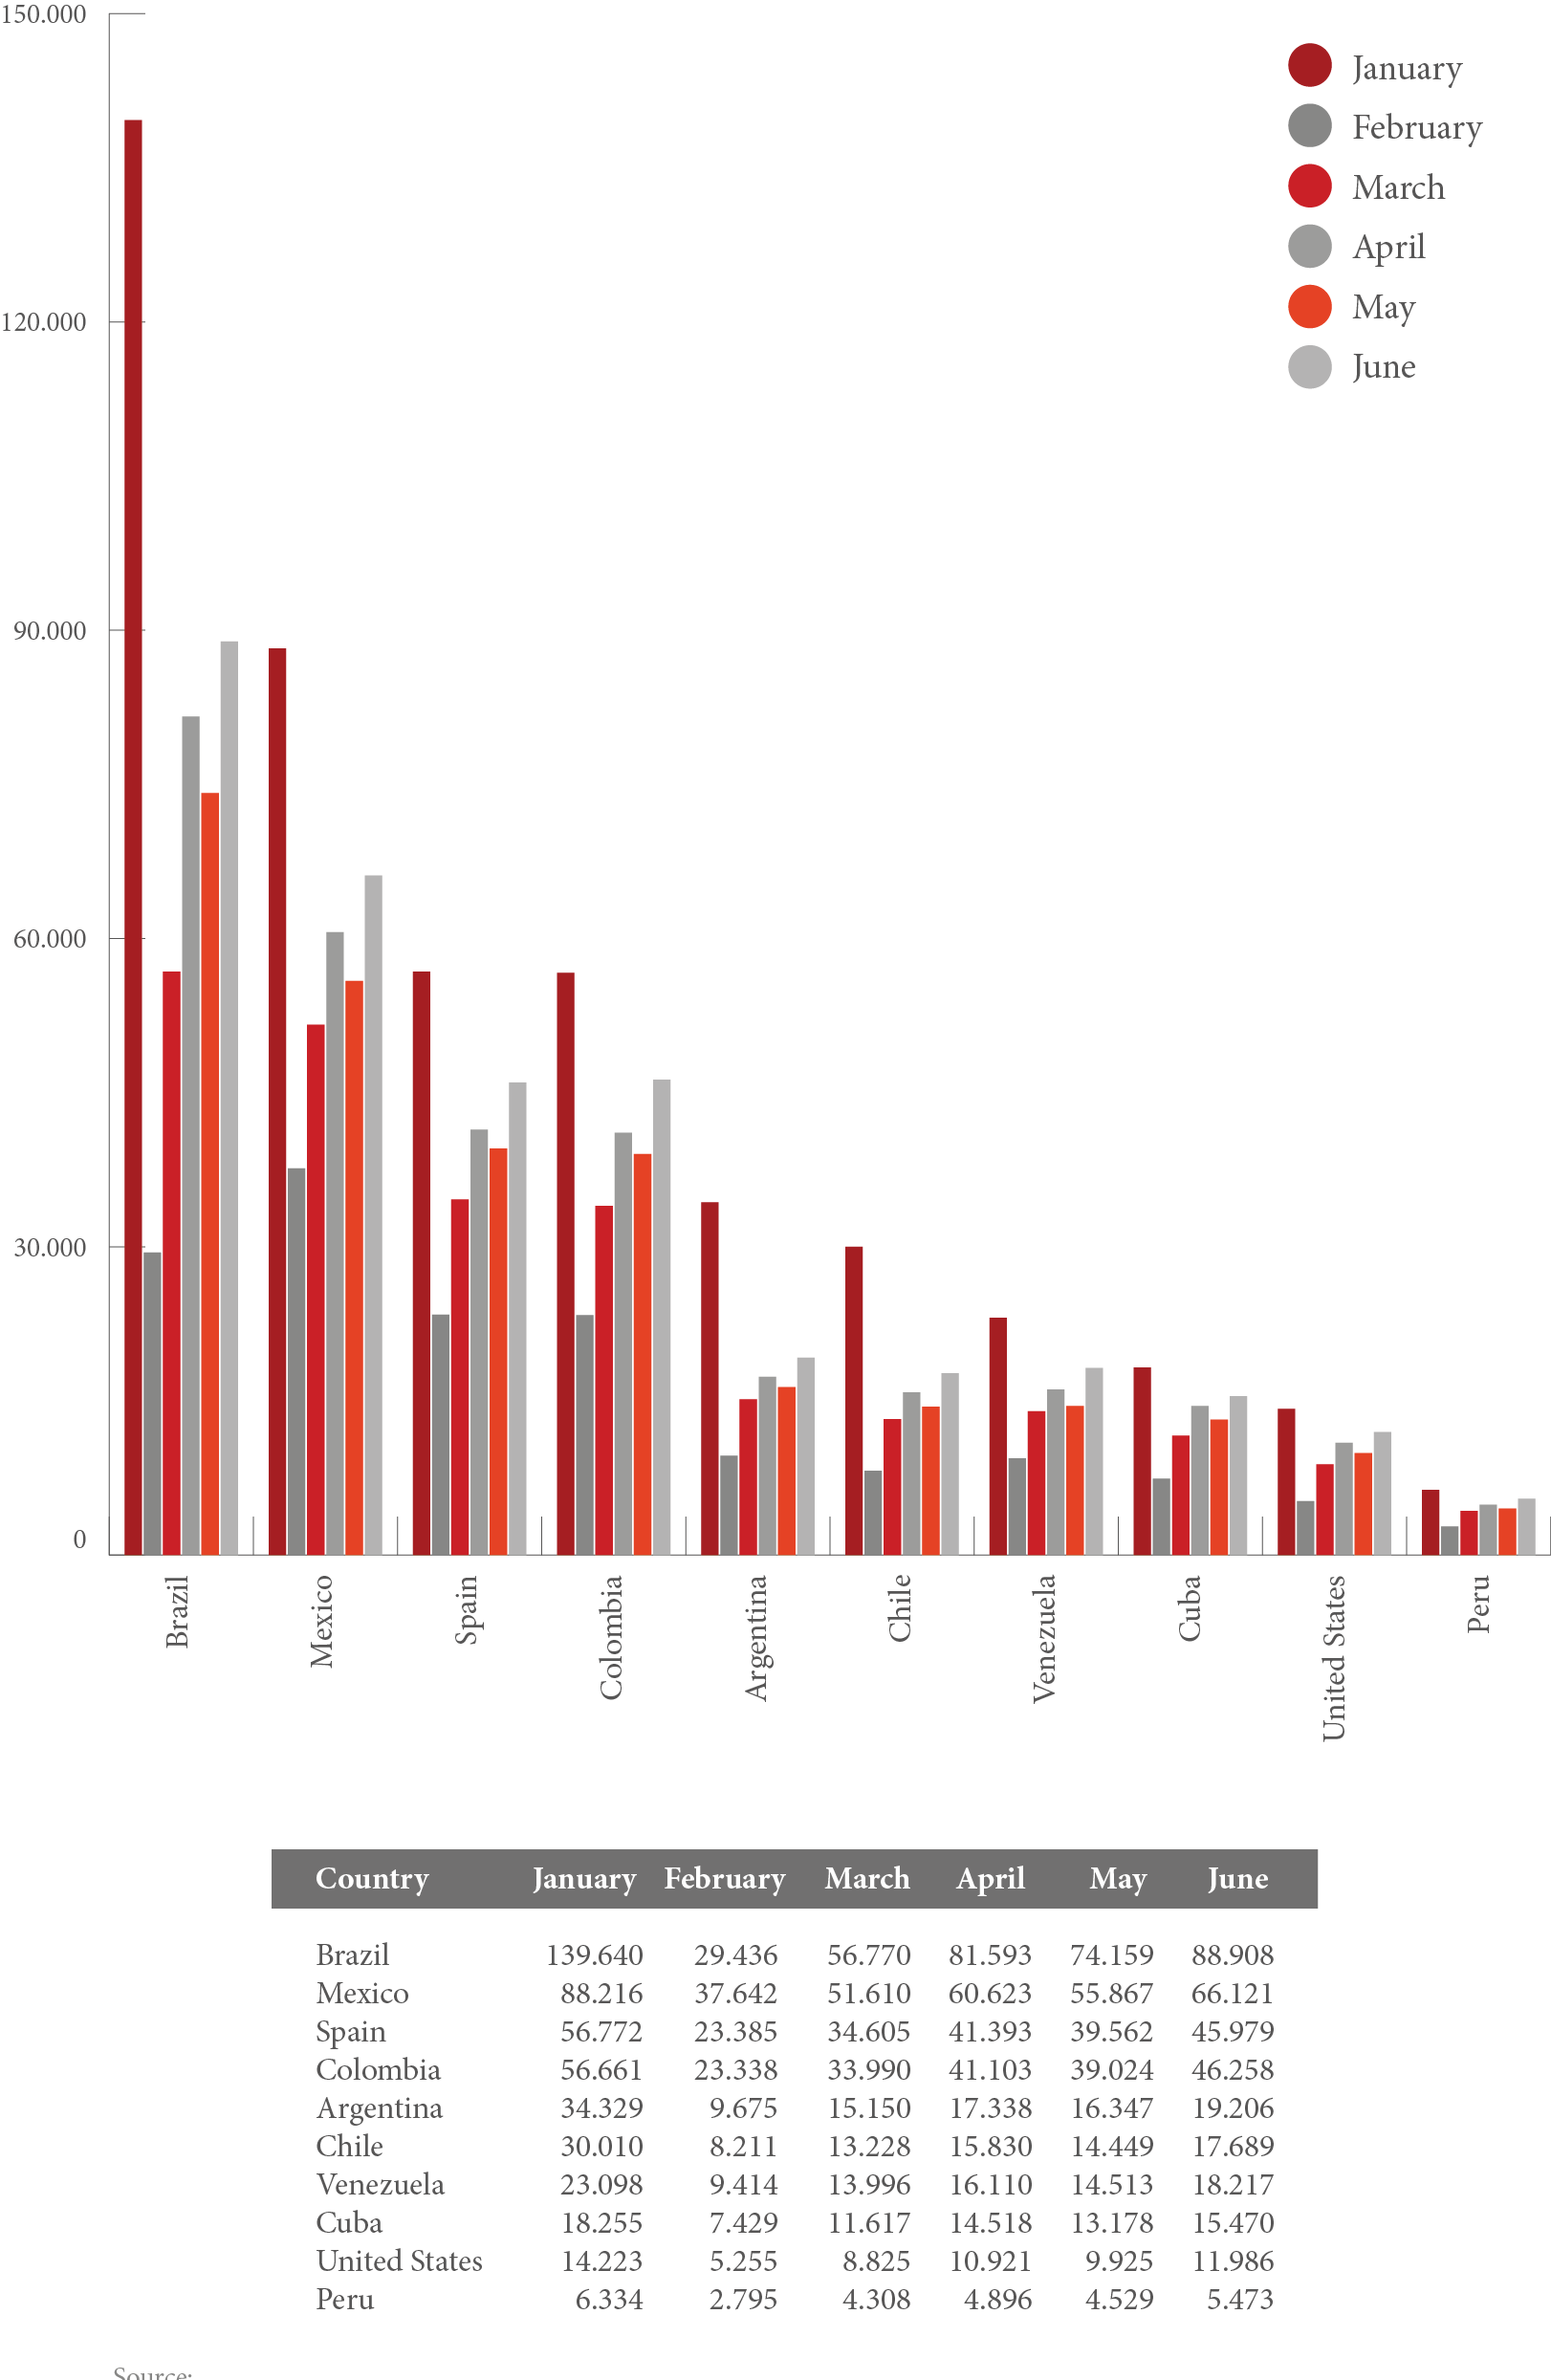 150.000
120.000
90.000
60.000
30.000
0
January
February
March
April
May
June
Brazil
Mexico
Spain
Colombia
Argentina
Chile
Venezuela
Cuba
United States
Peru
Country January February March April May June
Brazil 139.640 29.436 56.770 81.593 74.159 88.908
Mexico 88.216 37.642 51.610 60.623 55.867 66.121
Spain 56.772 23.385 34.605 41.393 39.562 45.979
Colombia 56.661 23.338 33.990 41.103 39.024 46.258
Argentina 34.329 9.675 15.150 17.338 16.347 19.206
Chile 30.010 8.211 13.228 15.830 14.449 17.689
Venezuela 23.098 9.414 13.996 16.110 14.513 18.217
Cuba 18.255 7.429 11.617 14.518 13.178 15.470
United States 14.223 5.255 8.825 10.921 9.925 11.986
Peru 6.334 2.795 4.308 4.896 4.529 5.473
Source: